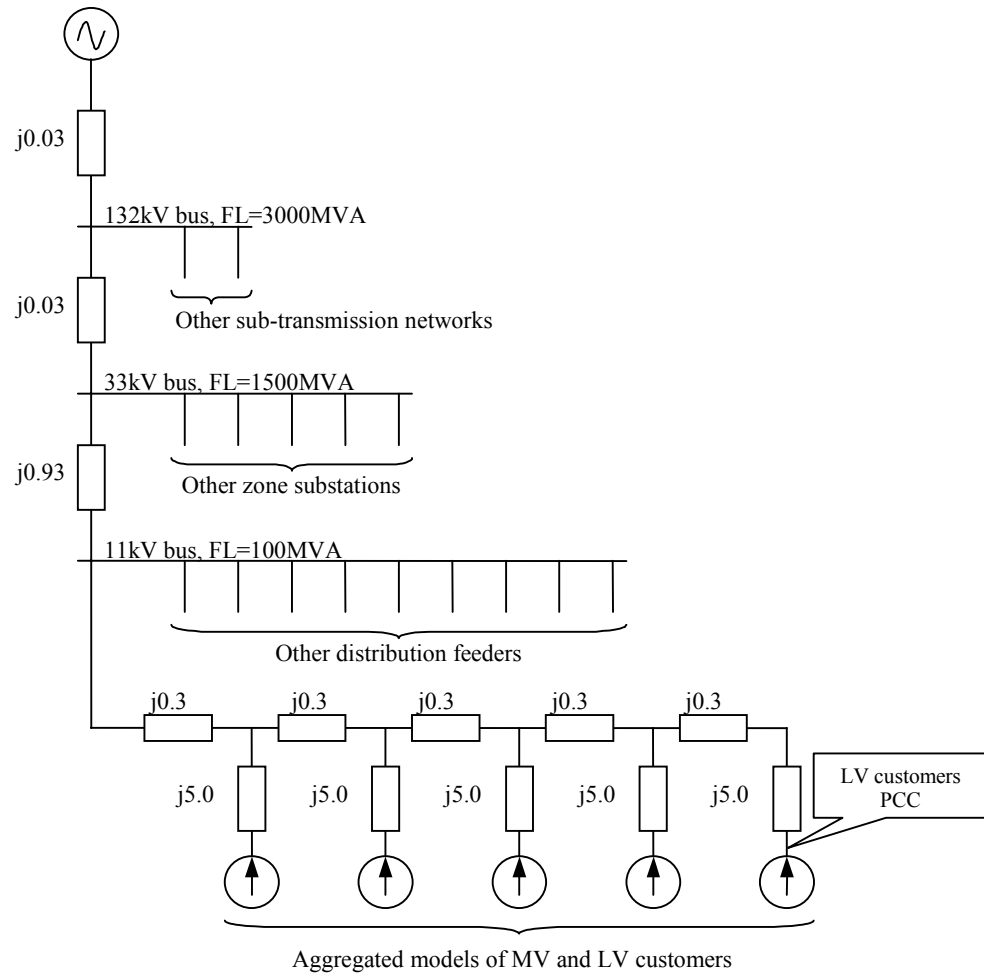 j0.03
132kV bus, FL=3000MVA
j0.03
Other sub-transmission networks
33kV bus, FL=1500MVA
j0.93
Other zone substations
11kV bus, FL=100MVA
Other distribution feeders
j0.3 j0.3 j0.3 j0.3 j0.3
j5.0 j5.0 j5.0 j5.0 j5.0
LV customers
PCC
Aggregated models of MV and LV customers